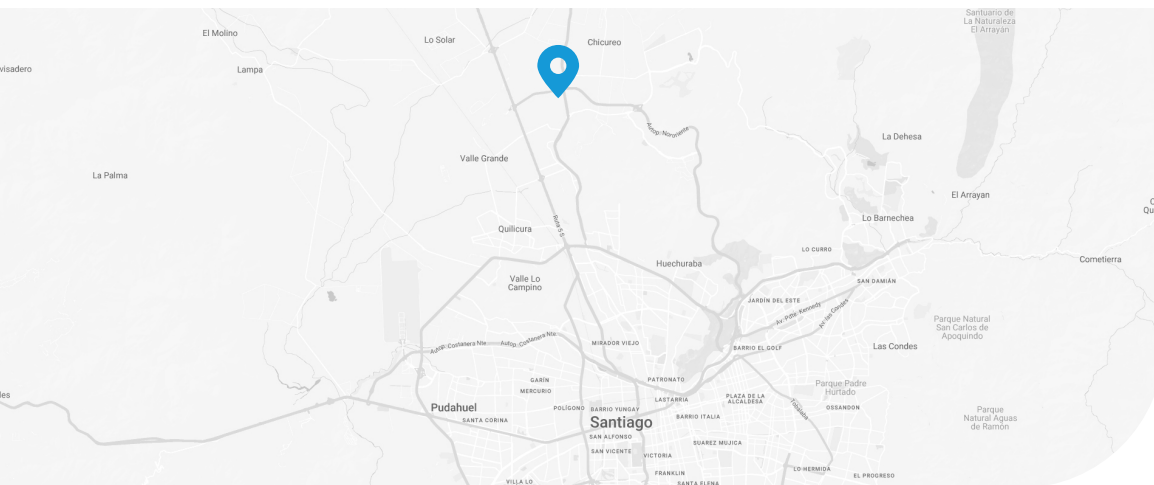 Santuario de
La Naturaleza
El Arrayan
El Molino
Lo Solar
Chicureo
Lampa
visadero
Autop. Nororiente
La Dehesa
Valle Grande
La Palma
El Arrayan
Lo Barnechea
Ruta 5 S
Quilicura
LO CURRO
Huechuraba
Cometierra
Valle Lo
Campino
SAN DAMIÁN
JARDÍN DEL ESTE
Av. Pdte. Kennedy
Av. las Condes
Parque Natural
San Carlos de
Apoquindo
Autop. Costanera Nte
Autop. Costanera Nte
MIRADOR VIEJO
BARRIO EL GOLF
Las Condes
GARÍN
PATRONATO
Parque Padre
Hurtado
MERCURIO
PLAZA DE LA
ALCALDESA
LASTARRIA
Tobalaba
Pudahuel
POLÍGONO
BARRIO YUNGAY
OSSANDON
Parque
Natural Aguas
de Ramón
SANTA CORINA
Santiago
BARRIO ITALIA
SAN ALFONSO
SUAREZ MUJICA
SAN VICENTE
VICTORIA
FRANKLIN
LO HERMIDA
EL PROGRESO
VILLA LO
SANTA ELENA